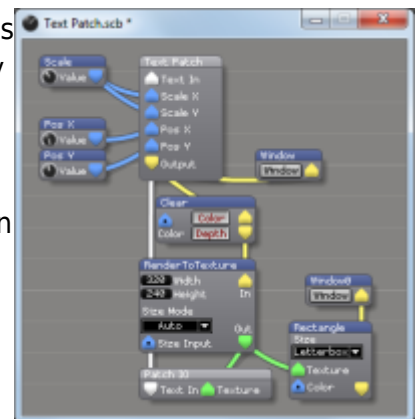 s
y
m
Text Patch.scb *
Scale
Value
Text Patch
Text In
Scale X
Scale Y
Pos X
Pos Y
Output
Pos X
Value
Pos Y
Value
Window
Window
Clear
Color
Color
Depth
RenderToTexture
320 Width
240 Height
In
Size Mode
Auto
Out
Size Input
Window0
Window
Rectangle
Size
Letterbox
Texture
Color
Patch IO
Text In
Texture